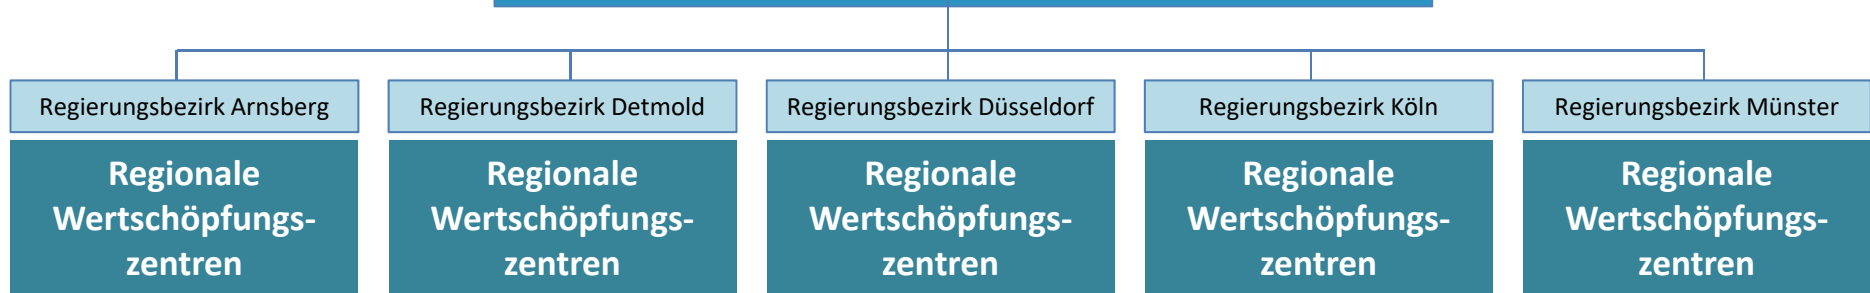 Regierungsbezirk Arnsberg
Regionale
Wertschöpfungs-
zentren
Regierungsbezirk Detmold
Regionale
Wertschöpfungs-
zentren
Regierungsbezirk Düsseldorf
Regionale
Wertschöpfungs-
zentren
Regierungsbezirk Köln
Regionale
Wertschöpfungs-
zentren
Regierungsbezirk Münster
Regionale
Wertschöpfungs-
zentren